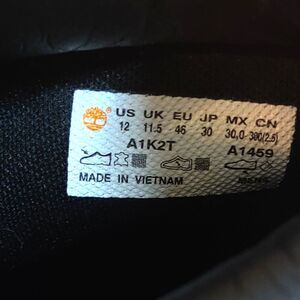 US UK EU JP MX CN
12 11.5 46 30 30.0 300(2.5)
A1K2T A1459
MADE IN VIETNAM